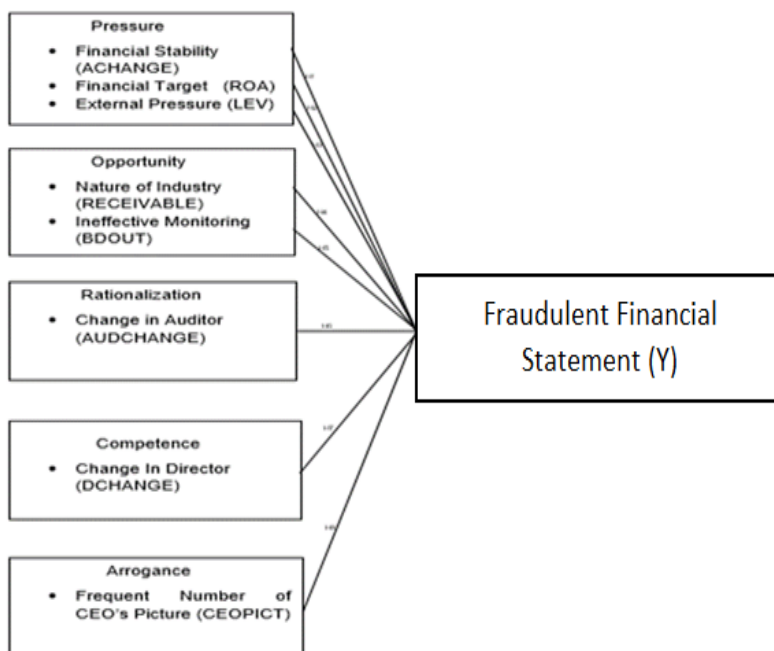 Pressure
• Financial Stability
(ACHANGE)
• Financial Target (ROA)
• External Pressure (LEV)
Opportunity
• Nature of Industry
(RECEIVABLE)
• Ineffective Monitoring
(BDOUT)
Rationalization
• Change in Auditor
(AUDCHANGE)
Competence
• Change In Director
(DCHANGE)
Arrogance
• Frequent Number of
CEO's Picture (CEOPICT)
Fraudulent Financial
Statement (Y)